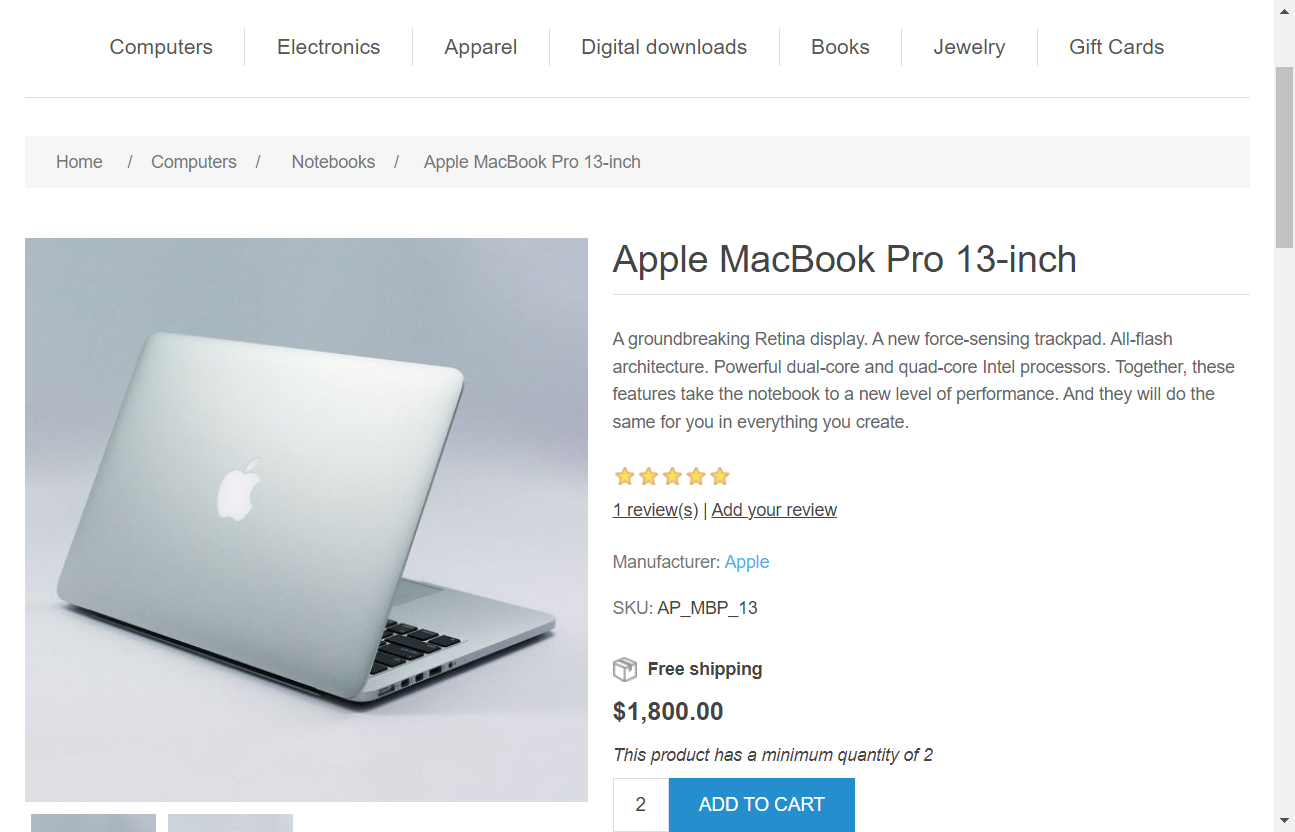 Computers Electronics Apparel Digital downloads Books Jewelry Gift Cards
Home / Computers / Notebooks / Apple MacBook Pro 13-inch
Apple MacBook Pro 13-inch
A groundbreaking Retina display. A new force-sensing trackpad. All-flash
architecture. Powerful dual-core and quad-core Intel processors. Together, these
features take the notebook to a new level of performance. And they will do the
same for you in everything you create.
1 review(s) | Add your review
Manufacturer: Apple
SKU: AP_MBP_13
Free shipping
$1,800.00
This product has a minimum quantity of 2
2 ADD TO CART